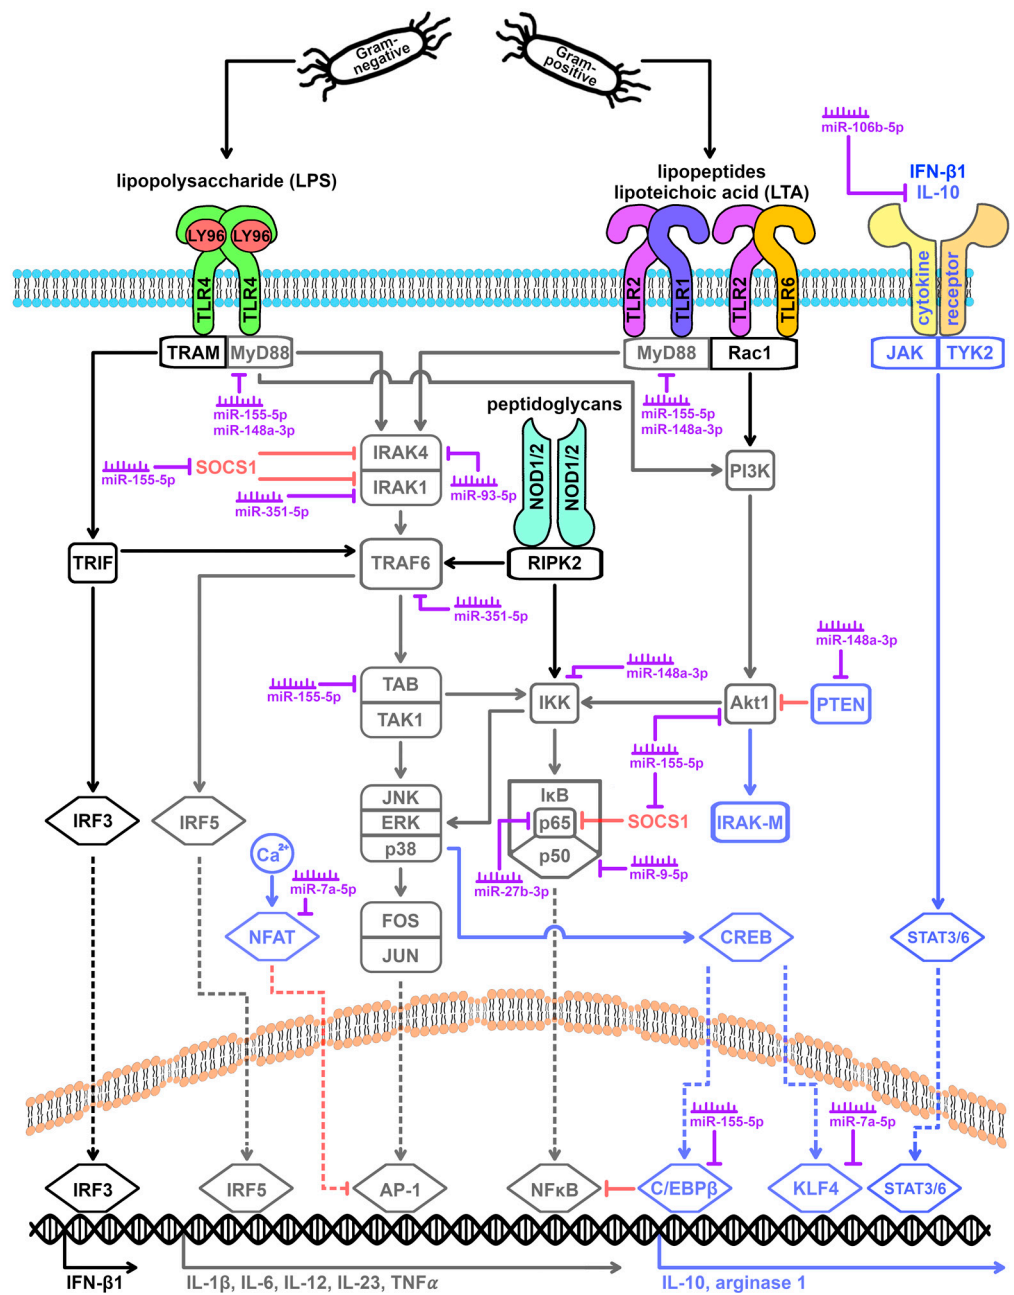 Gram-
negative
Gram-
positive
miR-106b-5p
lipopolysaccharide (LPS)
lipopeptides
lipoteichoic acid (LTA)
IFN-β1
IL-10
LY96
LY96
TLR4
TLR4
TLR2
TLR1
TLR2
TLR6
cytokine
receptor
TRAM
MyD88
MyD88
Rac1
JAK
TYK2
miR-155-5p
miR-148a-3p
peptidoglycans
miR-155-5p
miR-148a-3p
miR-155-5p
SOCS1
IRAK4
IRAK1
miR-351-5p
miR-93-5p
NOD1/2
NOD1/2
PI3K
TRIF
TRAF6
RIPK2
miR-351-5p
miR-148a-3p
miR-155-5p
TAB
TAK1
IKK
miR-148a-3p
Akt1
PTEN
miR-155-5p
IRF3
IRF5
JNK
ERK
p38
IκB
p65
p50
SOCS1
IRAK-M
Ca²⁺
miR-7a-5p
miR-27b-3p
miR-9-5p
NFAT
FOS
JUN
CREB
STAT3/6
miR-155-5p
miR-7a-5p
IRF3
IRF5
AP-1
NFκB
C/EBPβ
KLF4
STAT3/6
IFN-β1
IL-1β, IL-6, IL-12, IL-23, TNFα
IL-10, arginase 1